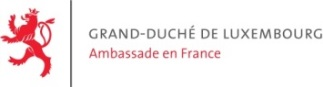 GRAND-DUCHÉ DE LUXEMBOURG
Ambassade en France